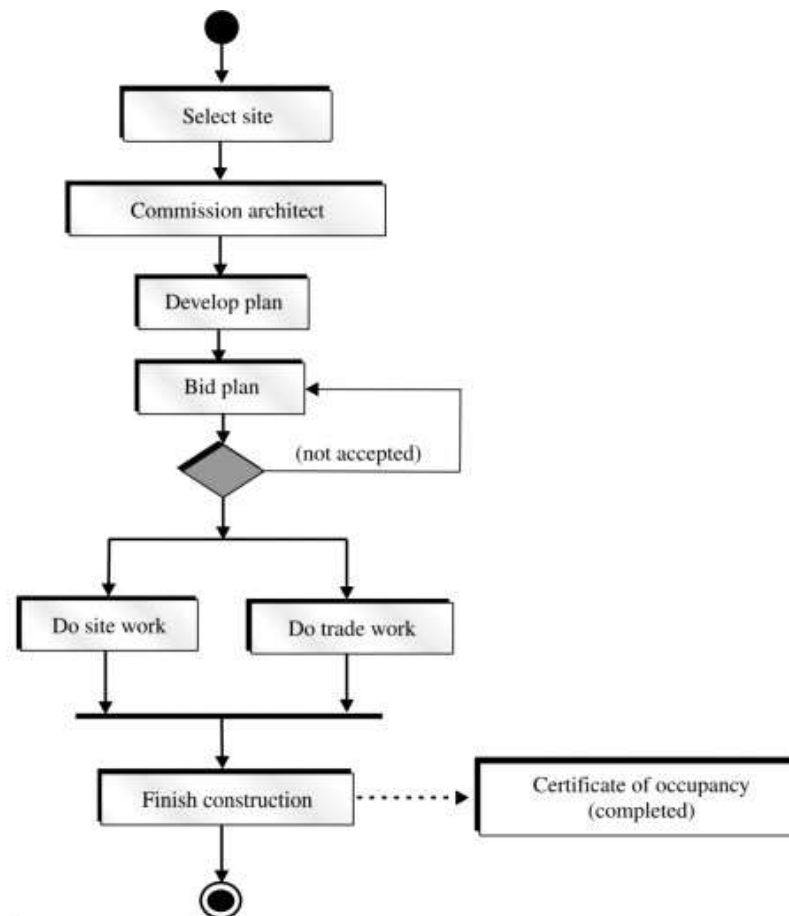 Select site
Commission architect
Develop plan
Bid plan
(not accepted)
Do site work
Do trade work
Finish construction
Certificate of occupancy
(completed)